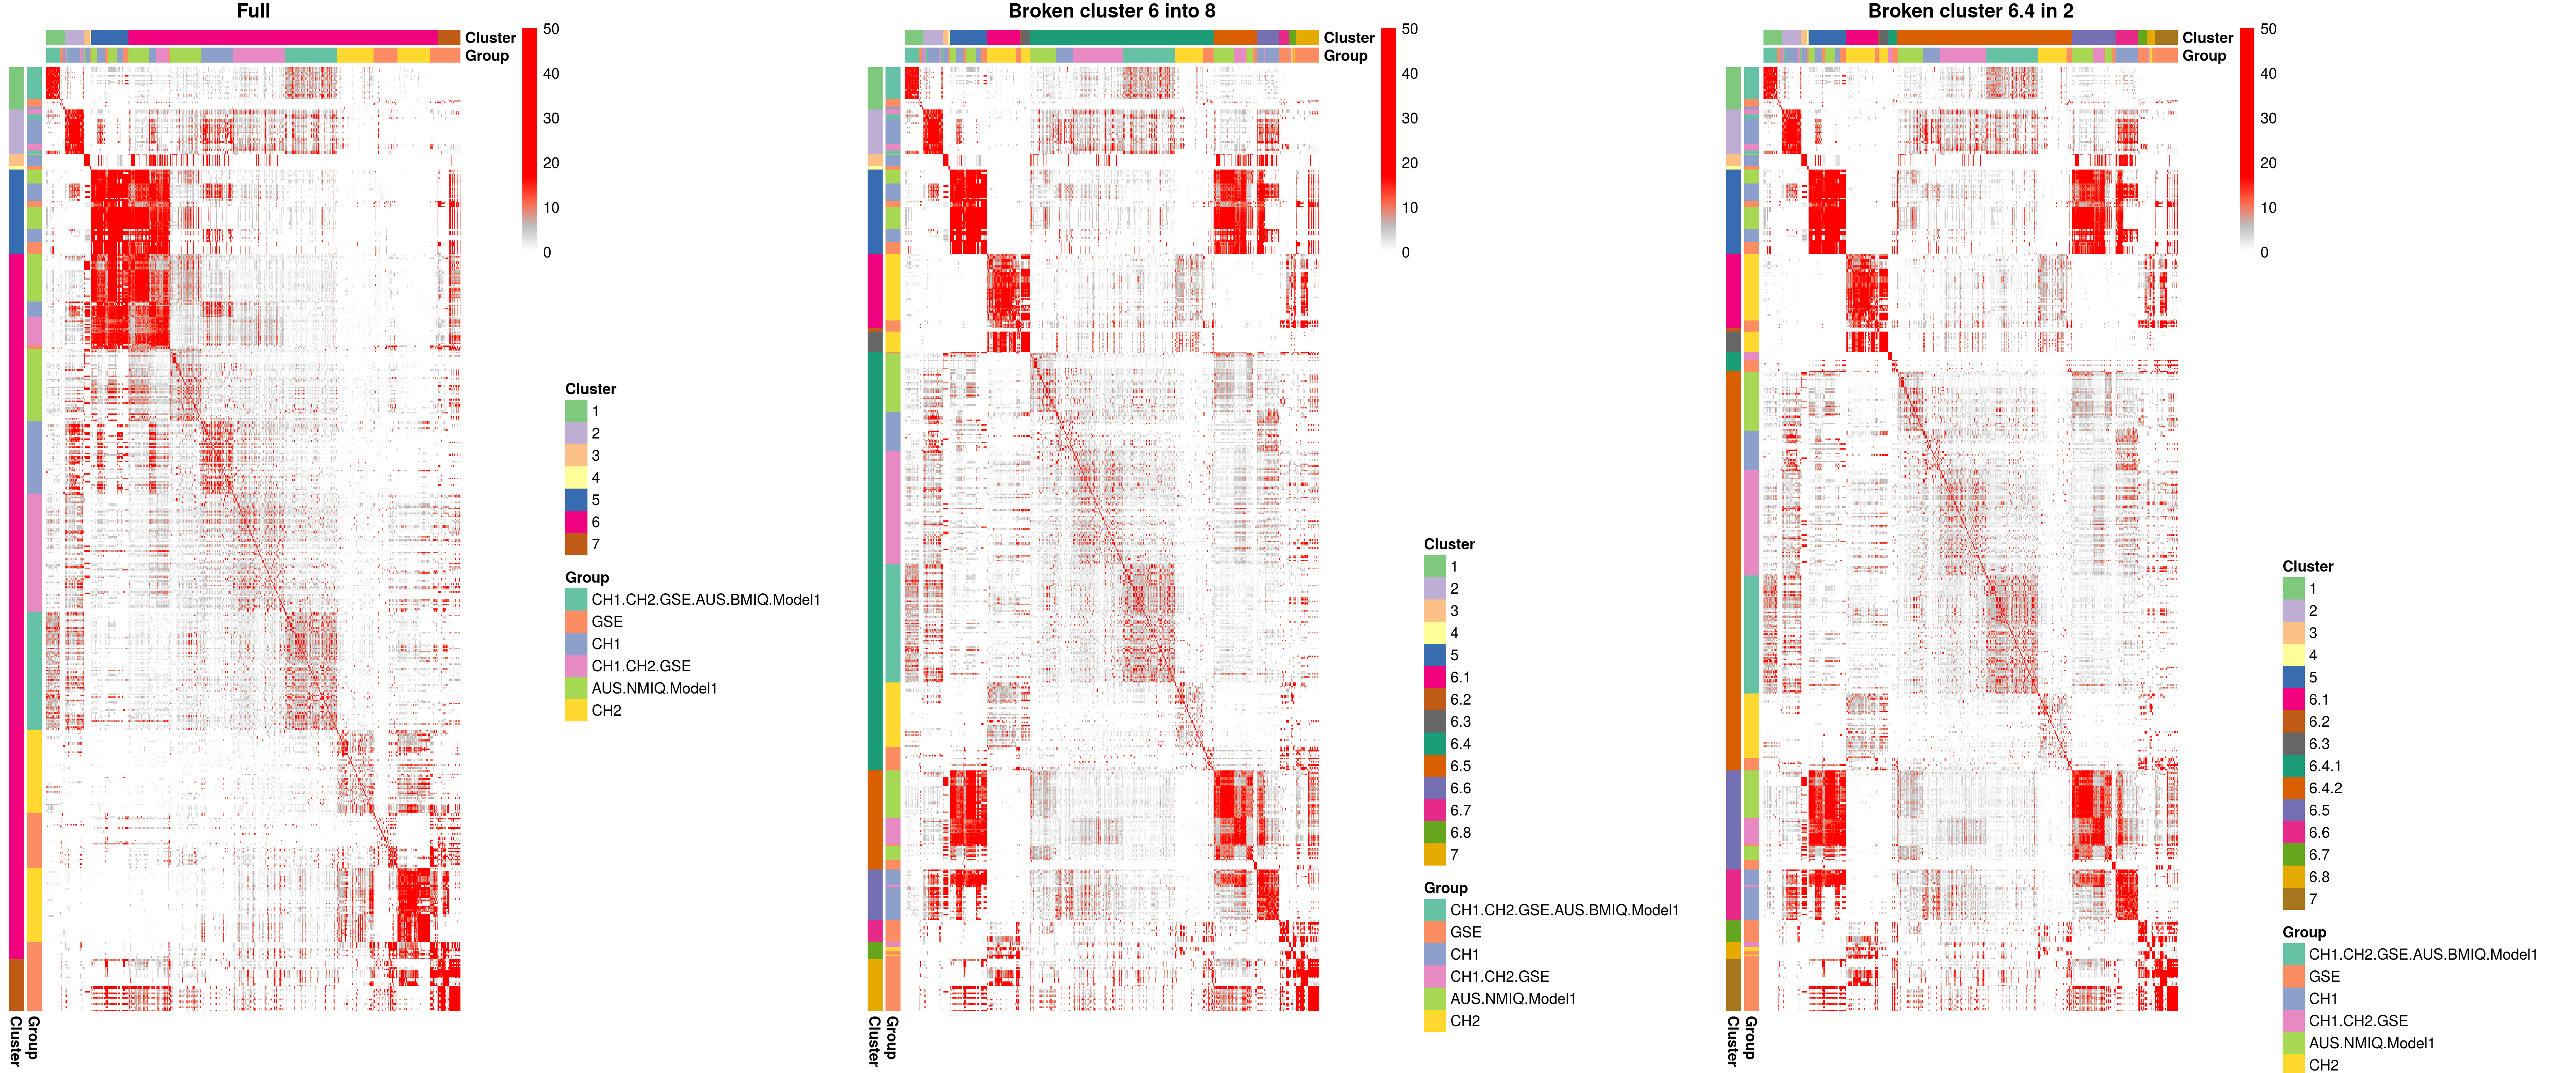 Full
Cluster
Group
50
40
30
20
10
0
Cluster
1
2
3
4
5
6
7
Group
CH1.CH2.GSE.AUS.BMIQ.Model1
GSE
CH1
CH1.CH2.GSE
AUS.NMIQ.Model1
CH2
Cluster
Group
Broken cluster 6 into 8
Cluster
Group
50
40
30
20
10
0
Cluster
1
2
3
4
5
6.1
6.2
6.3
6.4
6.5
6.6
6.7
6.8
7
Group
CH1.CH2.GSE.AUS.BMIQ.Model1
GSE
CH1
CH1.CH2.GSE
AUS.NMIQ.Model1
CH2
Cluster
Group
Broken cluster 6.4 in 2
Cluster
Group
50
40
30
20
10
0
Cluster
1
2
3
4
5
6.1
6.2
6.3
6.4.1
6.4.2
6.5
6.6
6.7
6.8
7
Group
CH1.CH2.GSE.AUS.BMIQ.Model1
GSE
CH1
CH1.CH2.GSE
AUS.NMIQ.Model1
CH2
Cluster
Group